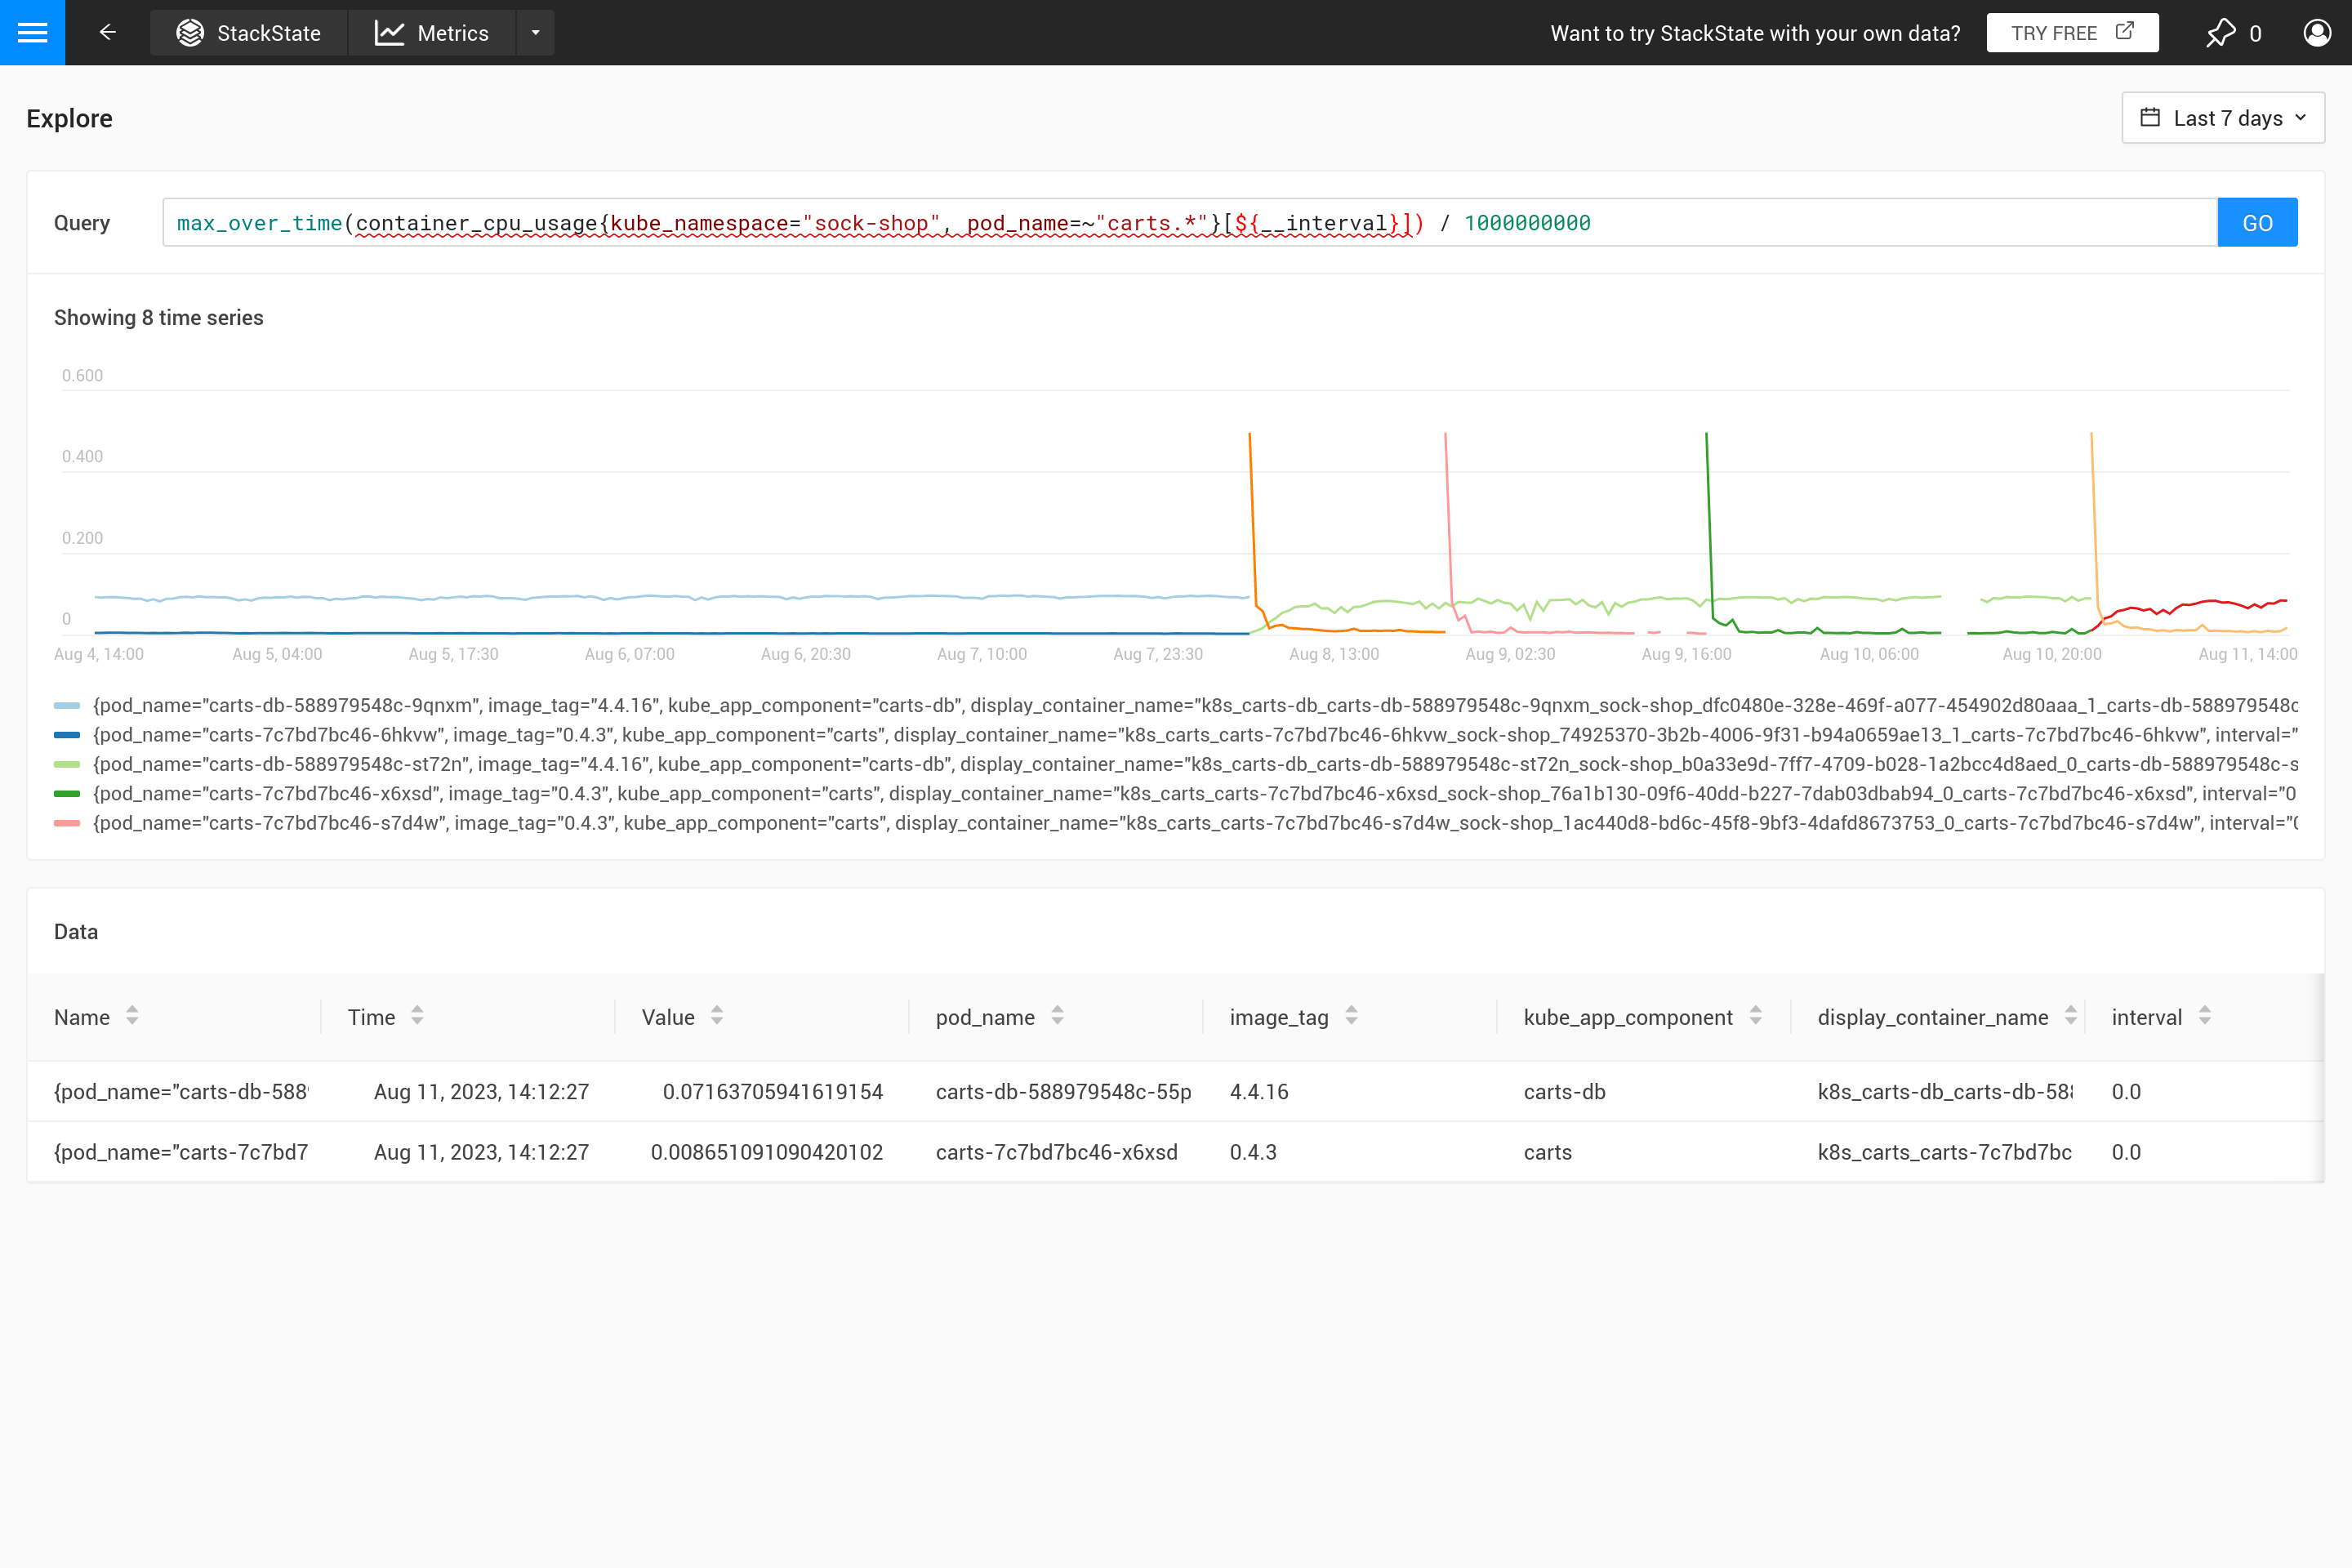 StackState Metrics Want to try StackState with your own data? TRY FREE 0
Explore
Last 7 days
Query max_over_time(container_cpu_usage{kube_namespace="sock-shop", pod_name=~"carts.*"}[${__interval}]) / 1000000000 GO
Showing 8 time series
0.600
0.400
0.200
0
Aug 4, 14:00 Aug 5, 04:00 Aug 5, 17:30 Aug 6, 07:00 Aug 6, 20:30 Aug 7, 10:00 Aug 7, 23:30 Aug 8, 13:00 Aug 9, 02:30 Aug 9, 16:00 Aug 10, 06:00 Aug 10, 20:00 Aug 11, 14:00
{pod_name="carts-db-588979548c-9qnxm", image_tag="4.4.16", kube_app_component="carts-db", display_container_name="k8s_carts-db_carts-db-588979548c-9qnxm_sock-shop_dfc0480e-328e-469f-a077-454902d80aaa_1_carts-db-588979548c
{pod_name="carts-7c7bd7bc46-6hkvw", image_tag="0.4.3", kube_app_component="carts", display_container_name="k8s_carts_carts-7c7bd7bc46-6hkvw_sock-shop_74925370-3b2b-4006-9f31-b94a0659ae13_1_carts-7c7bd7bc46-6hkvw", interval="
{pod_name="carts-db-588979548c-st72n", image_tag="4.4.16", kube_app_component="carts-db", display_container_name="k8s_carts-db_carts-db-588979548c-st72n_sock-shop_b0a33e9d-7ff7-4709-b028-1a2bcc4d8aed_0_carts-db-588979548c-s
{pod_name="carts-7c7bd7bc46-x6xsd", image_tag="0.4.3", kube_app_component="carts", display_container_name="k8s_carts_carts-7c7bd7bc46-x6xsd_sock-shop_76a1b130-09f6-40dd-b227-7dab03dbab94_0_carts-7c7bd7bc46-x6xsd", interval="0
{pod_name="carts-7c7bd7bc46-s7d4w", image_tag="0.4.3", kube_app_component="carts", display_container_name="k8s_carts_carts-7c7bd7bc46-s7d4w_sock-shop_1ac440d8-bd6c-45f8-9bf3-4dafd8673753_0_carts-7c7bd7bc46-s7d4w", interval="0
Data
Name Time Value pod_name image_tag kube_app_component display_container_name interval
{pod_name="carts-db-588 Aug 11, 2023, 14:12:27 0.07163705941619154 carts-db-588979548c-55p 4.4.16 carts-db k8s_carts-db_carts-db-58 0.0
{pod_name="carts-7c7bd7 Aug 11, 2023, 14:12:27 0.008651091090420102 carts-7c7bd7bc46-x6xsd 0.4.3 carts k8s_carts_carts-7c7bd7bc 0.0